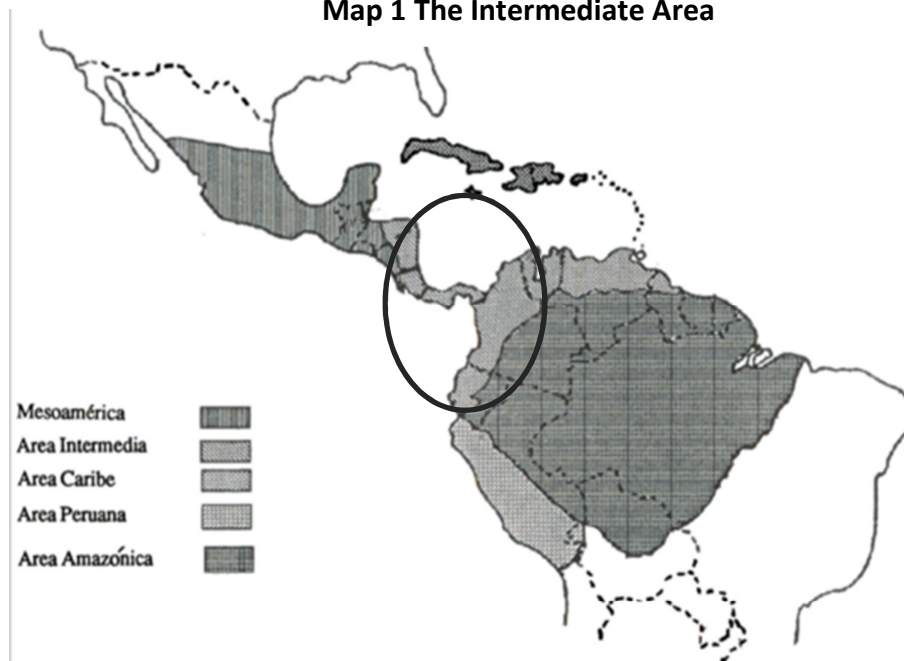 Map 1 The Intermediate Area
Mesoamérica
Area Intermedia
Area Caribe
Area Peruana
Area Amazónica